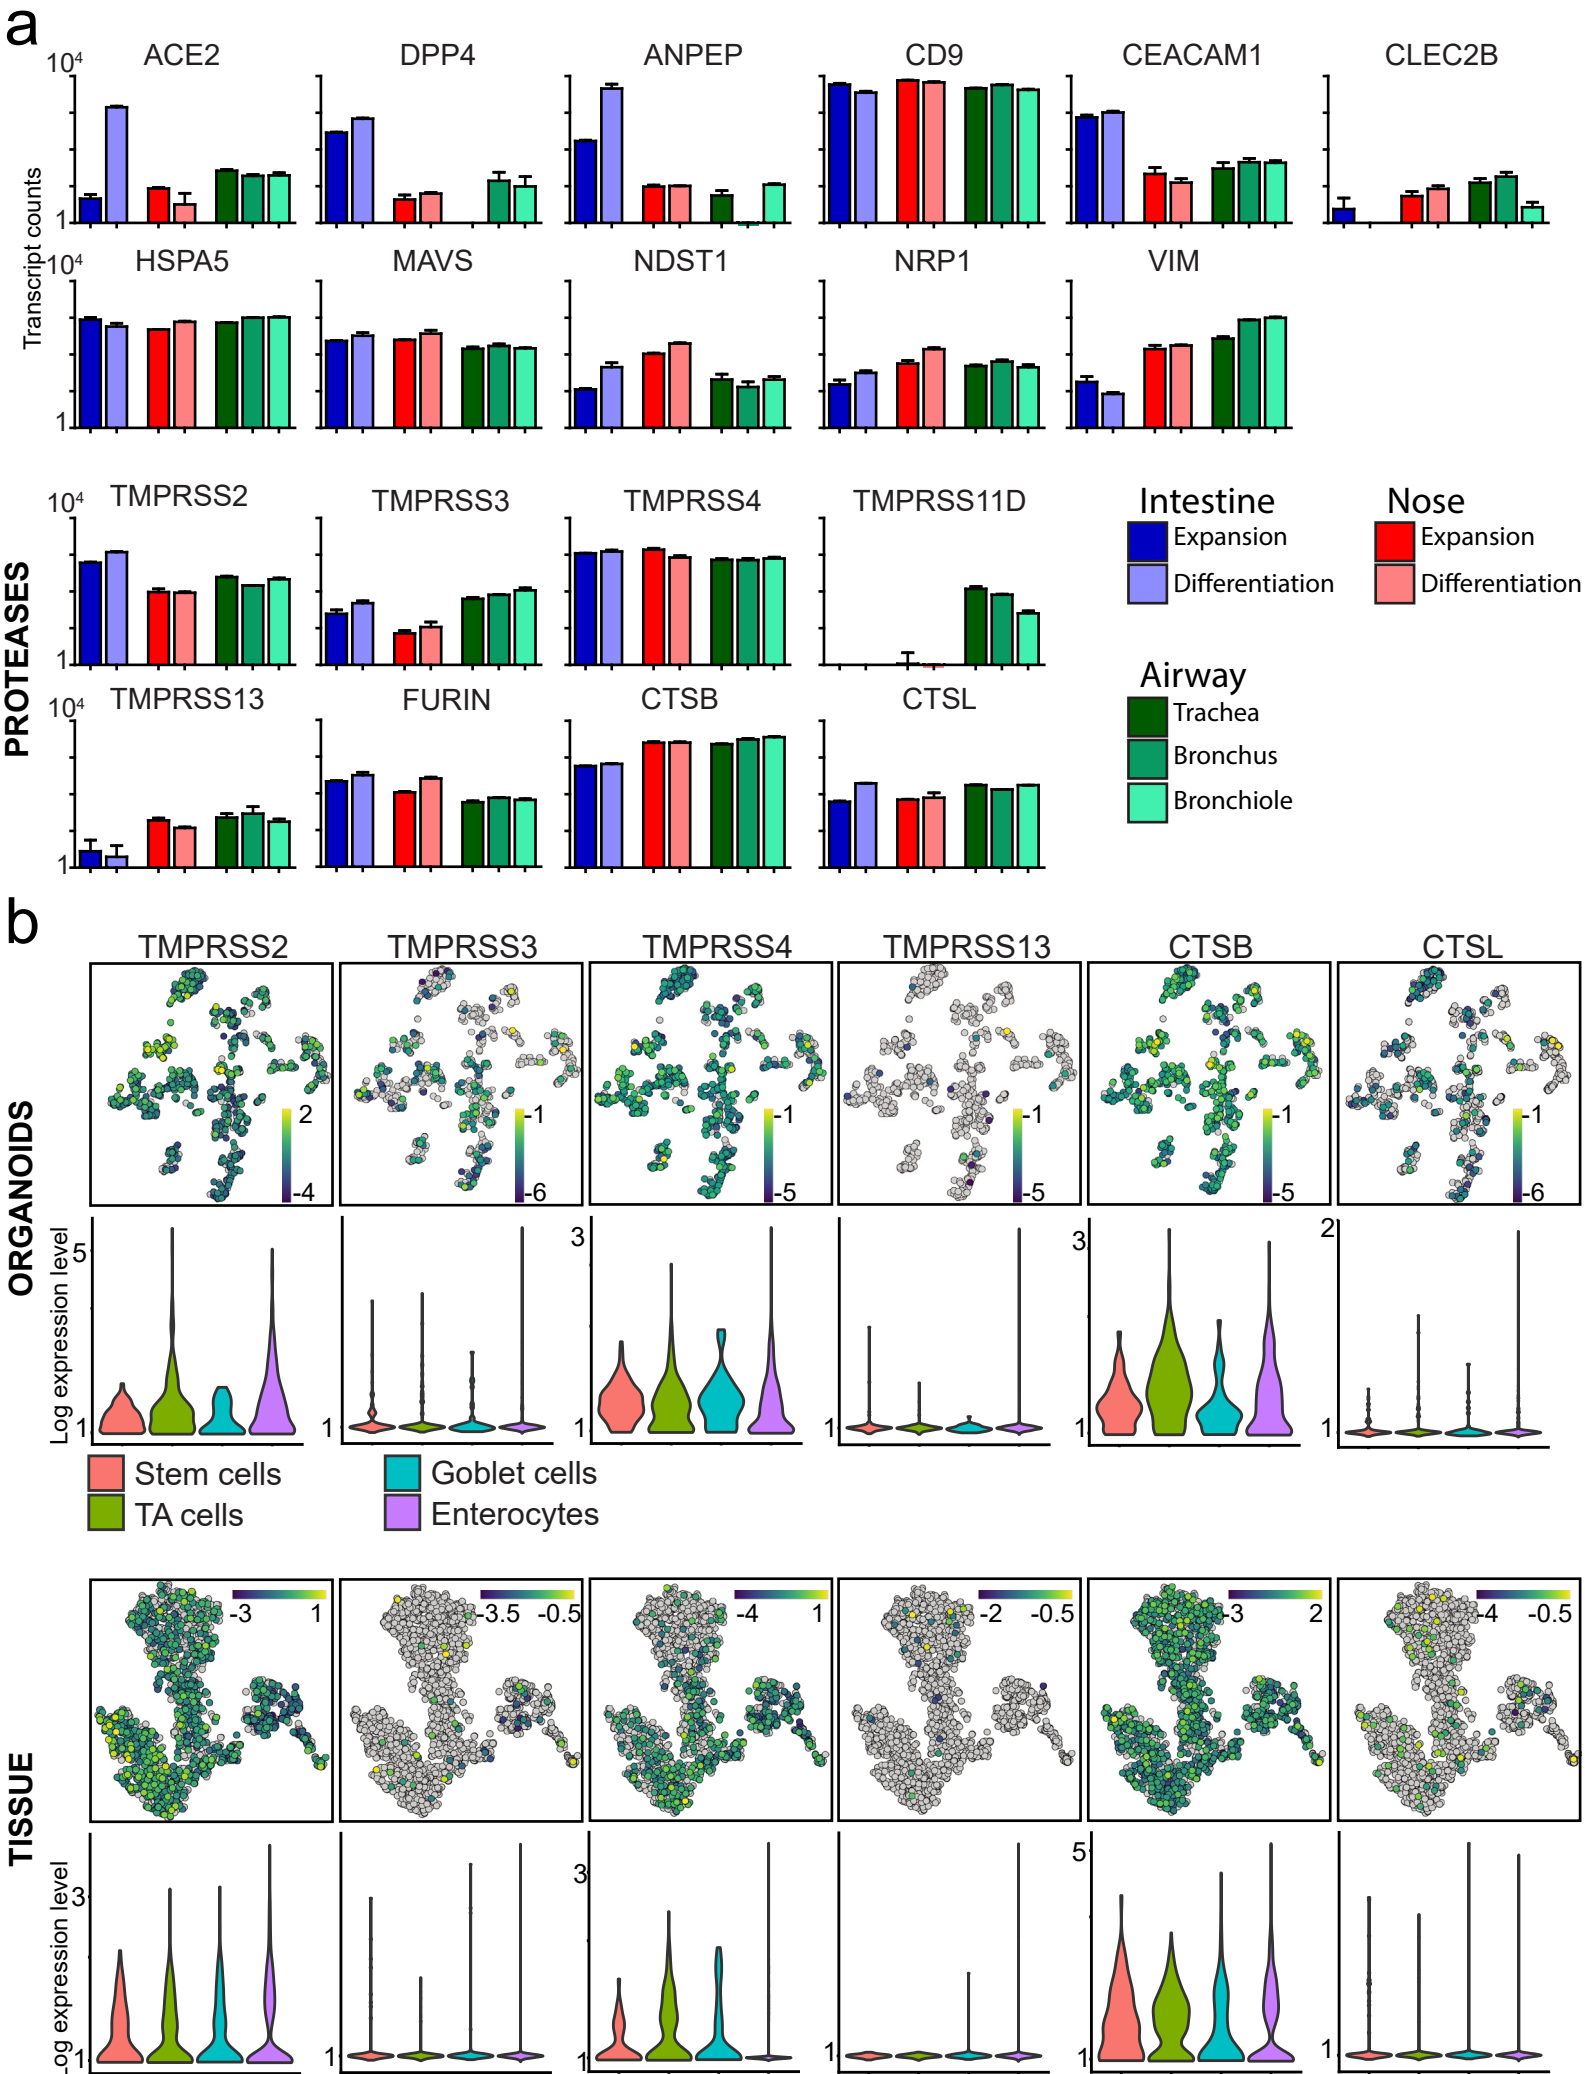 a
ACE2 DPP4 ANPEP CD9 CEACAM1 CLEC2B
10⁴
1
Transcript counts
HSPA5 MAVS NDST1 NRP1 VIM
10⁴
1
PROTEASES
TMPRSS2 TMPRSS3 TMPRSS4 TMPRSS11D
10⁴
1
TMPRSS13 FURIN CTSB CTSL
10⁴
1
Intestine
Expansion
Differentiation
Nose
Expansion
Differentiation
Airway
Trachea
Bronchus
Bronchiole
b
ORGANOIDS
TMPRSS2 TMPRSS3 TMPRSS4 TMPRSS13 CTSB CTSL
2 -1 -1 -1 -1 -1
-4 -6 -5 -5 -5 -6
Log expression level
5 3 3 2
1 1 1 1 1 1
Stem cells
TA cells
Goblet cells
Enterocytes
TISSUE
-3 1 -3.5 -0.5 -4 1 -2 -0.5 -3 2 -4 -0.5
Log expression level
3 3 5
1 1 1 1 1 1